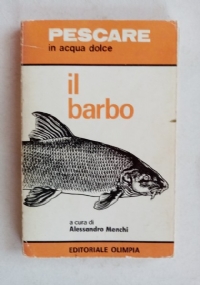 PESCARE
in acqua dolce
il
barbo
a cura di
Alessandro Menchi
EDITORIALE OLIMPIA